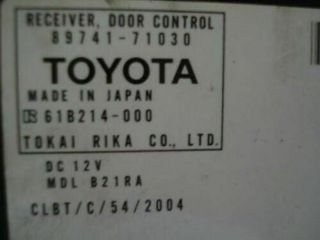 RECEIVER, DOOR CONTROL
89741-71030
TOYOTA
MADE IN JAPAN
61B214-000
TOKAI RIKA CO., LTD.
DC 12V
MDL B21RA
CLBT/C/54/2004